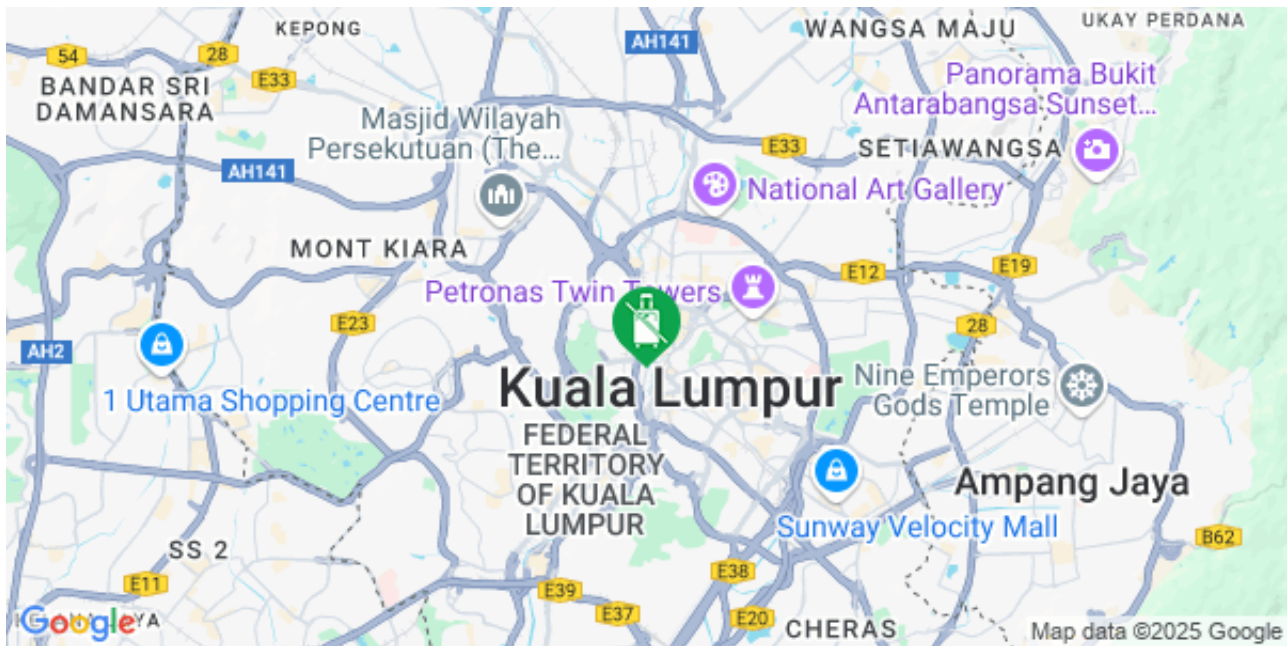 KEPONG
AH141
WANGSA MAJU
UKAY PERDANA
54
28
E33
BANDAR SRI
DAMANSARA
Panorama Bukit
Antarabangsa Sunset...
Masjid Wilayah
Persekutuan (The...
E33
SETIAWANGSA
AH141
National Art Gallery
MONT KIARA
E12
E19
Petronas Twin Towers
E23
28
AH2
1 Utama Shopping Centre
Kuala Lumpur
Nine Emperors
Gods Temple
FEDERAL
TERRITORY
OF KUALA
LUMPUR
Ampang Jaya
Sunway Velocity Mall
SS 2
B62
E11
E39
E38
E37
E20
CHERAS
Google
Map data ©2025 Google